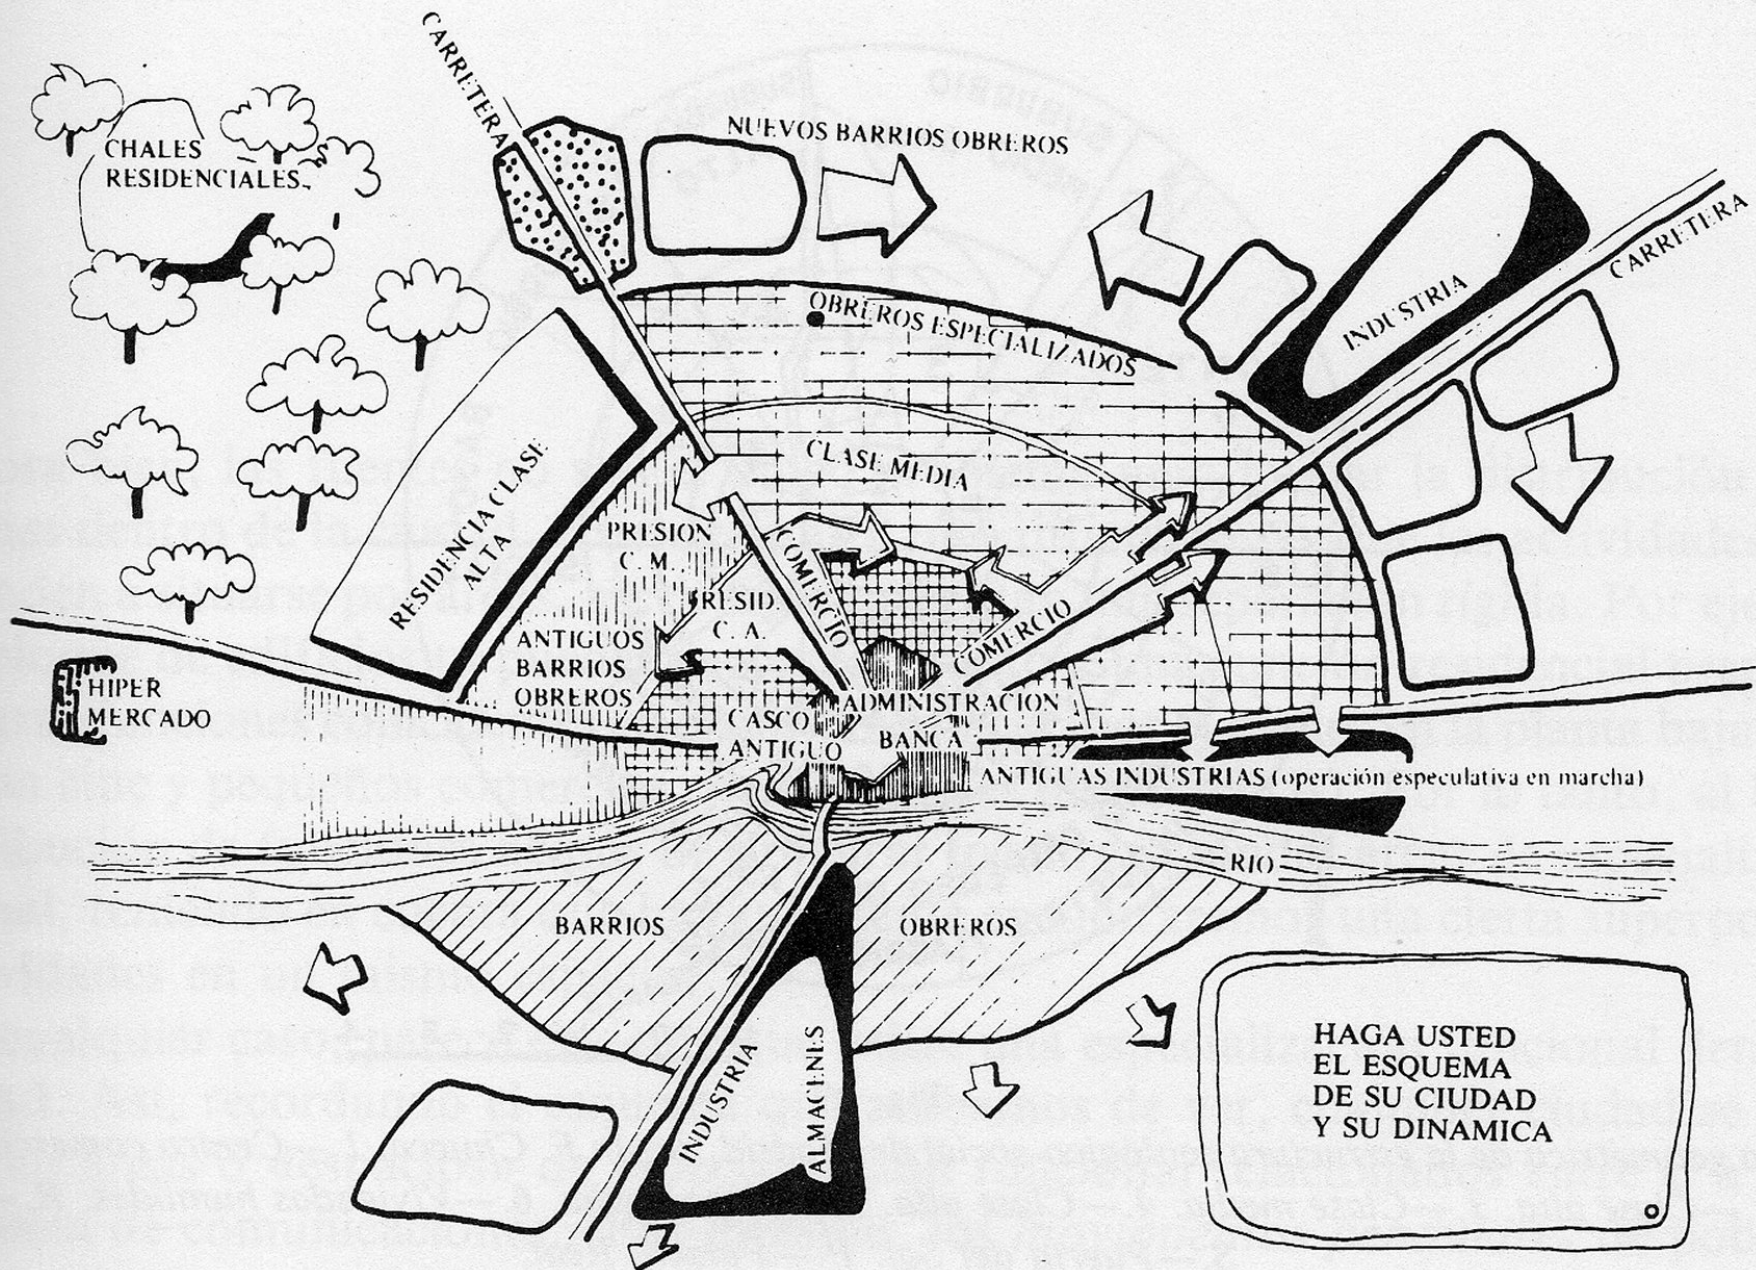 CARRETERA
NUEVOS BARRIOS OBREROS
CHALES
RESIDENCIALES
CARRETERA
INDUSTRIA
OBREROS ESPECIALIZADOS
CLASE MEDIA
RESIDENCIA CLASE
ALTA
PRESION
C. M.
COMERCIO
RESID.
C. A.
COMERCIO
ANTIGUOS
BARRIOS
OBREROS
HIPER
MERCADO
ADMINISTRACION
CASCO
ANTIGUO
BANCA
ANTIGUAS INDUSTRIAS (operación especulativa en marcha)
RIO
BARRIOS
OBREROS
INDUSTRIA
ALMACENES
HAGA USTED
EL ESQUEMA
DE SU CIUDAD
Y SU DINAMICA